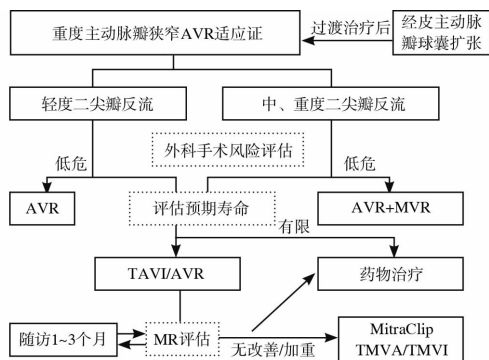 重度主动脉瓣狭窄AVR适应证
过渡治疗后
经皮主动脉
瓣球囊扩张
轻度二尖瓣反流
中、重度二尖瓣反流
外科手术风险评估
低危
低危
AVR
评估预期寿命
AVR+MVR
有限
TAVI/AVR
药物治疗
随访1~3个月
MR评估
无改善/加重
MitraClip
TMVA/TMVI